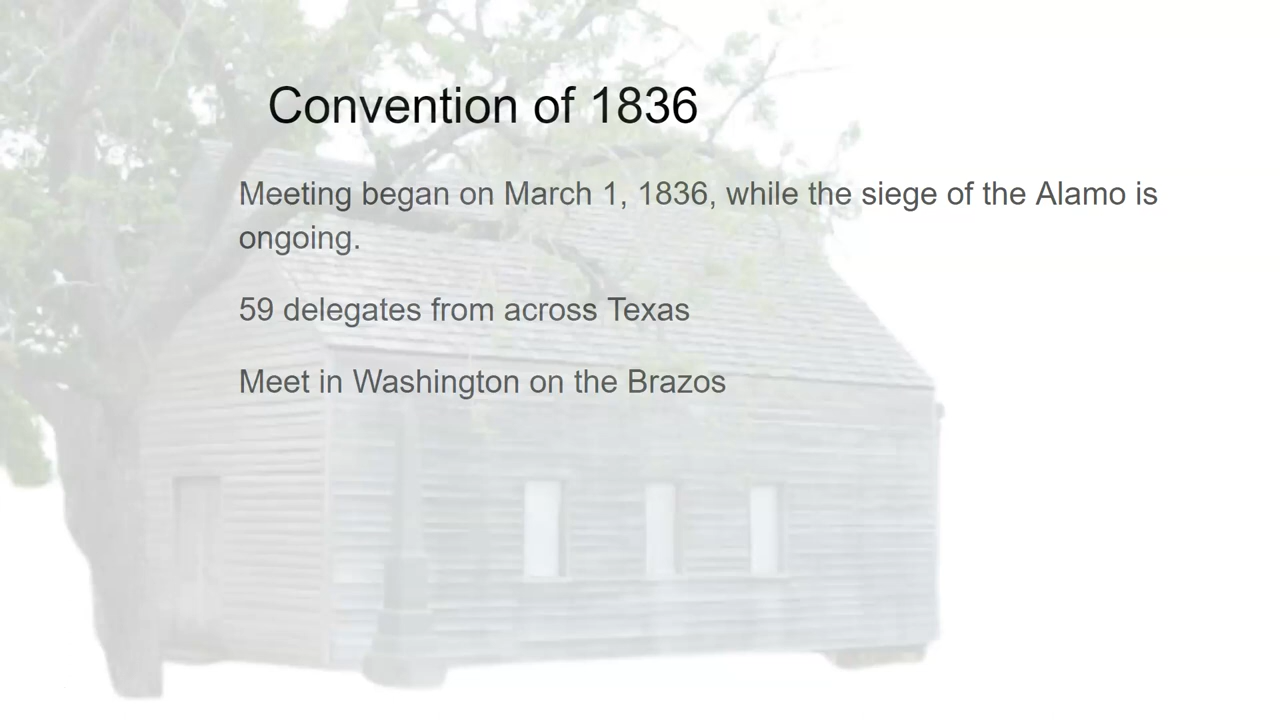 Convention of 1836
Meeting began on March 1, 1836, while the siege of the Alamo is
ongoing.
59 delegates from across Texas
Meet in Washington on the Brazos